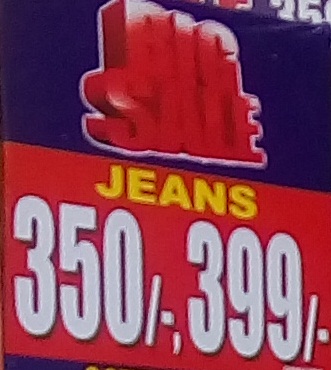 BIG
SALE
JEANS
350/-, 399/-